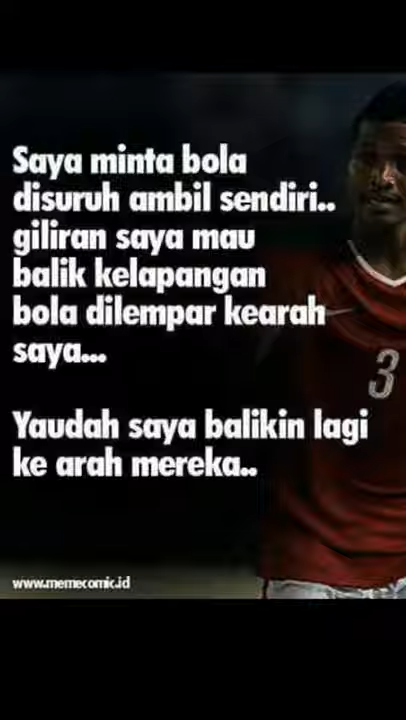 Saya minta bola
disuruh ambil sendiri..
giliran saya mau
balik kelapangan
bola dilempar kearah
saya...
Yaudah saya balikin lagi
ke arah mereka..
3
www.memecomic.id